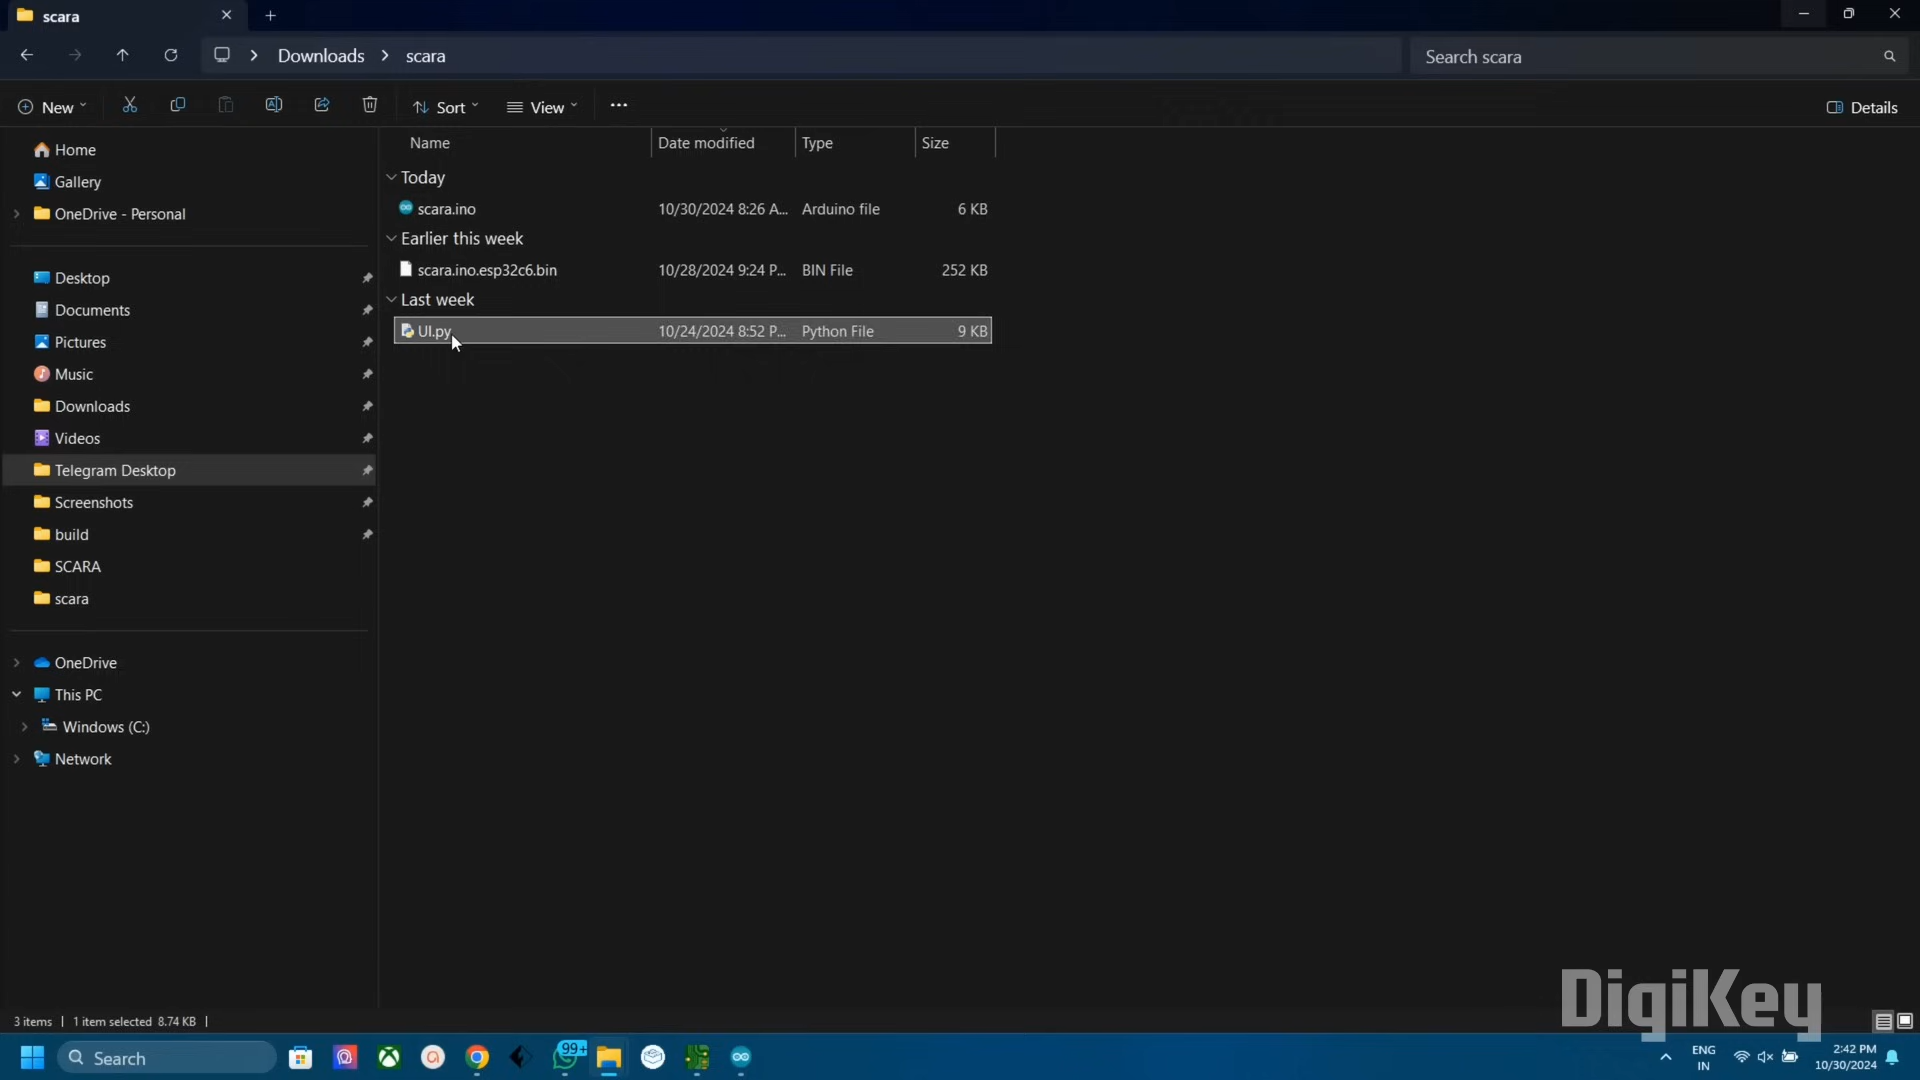 scara
Downloads scara
Search scara
New
Sort
View
Details
Name Date modified Type Size
Today
scara.ino 10/30/2024 8:26 A... Arduino file 6 KB
Earlier this week
scara.ino.esp32c6.bin 10/28/2024 9:24 P... BIN File 252 KB
Last week
UI.py 10/24/2024 8:52 P... Python File 9 KB
Home
Gallery
OneDrive - Personal
Desktop
Documents
Pictures
Music
Downloads
Videos
Telegram Desktop
Screenshots
build
SCARA
scara
OneDrive
This PC
Windows (C:)
Network
DigiKey
3 items 1 item selected 8.74 KB
Search
99+
ENG
IN
2:42 PM
10/30/2024